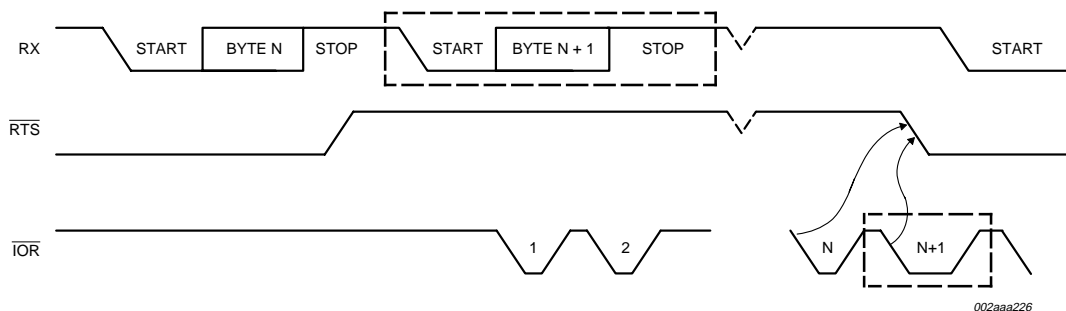 RX START BYTE N STOP START BYTE N + 1 STOP START
RTS
IOR 1 2 N N+1
002aaa226